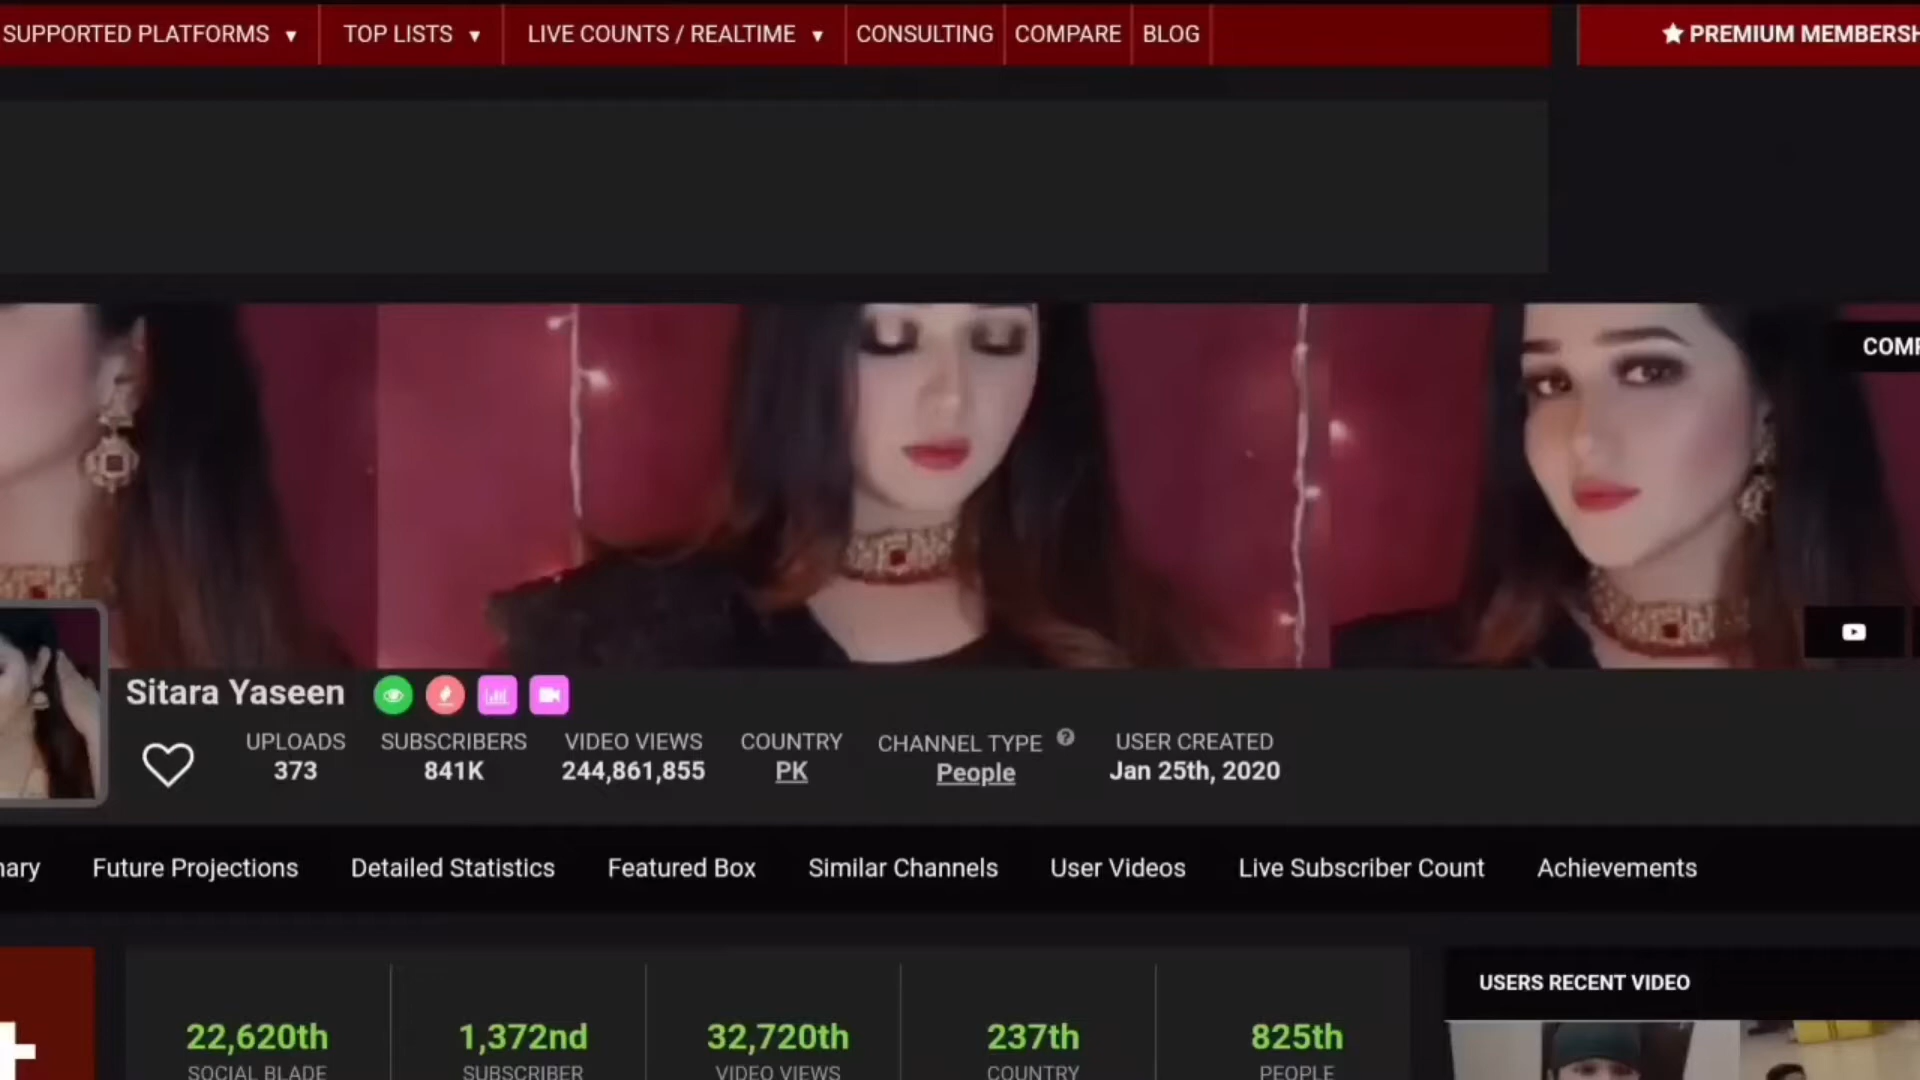 SUPPORTED PLATFORMS ▼ TOP LISTS ▼ LIVE COUNTS / REALTIME ▼ CONSULTING COMPARE BLOG ★ PREMIUM MEMBERSH
COMP
Sitara Yaseen
UPLOADS SUBSCRIBERS VIDEO VIEWS COUNTRY CHANNEL TYPE ? USER CREATED
373 841K 244,861,855 PK People Jan 25th, 2020
ary Future Projections Detailed Statistics Featured Box Similar Channels User Videos Live Subscriber Count Achievements
USERS RECENT VIDEO
22,620th 1,372nd 32,720th 237th 825th
SOCIAL BLADE SUBSCRIBER VIDEO VIEWS COUNTRY PEOPLE